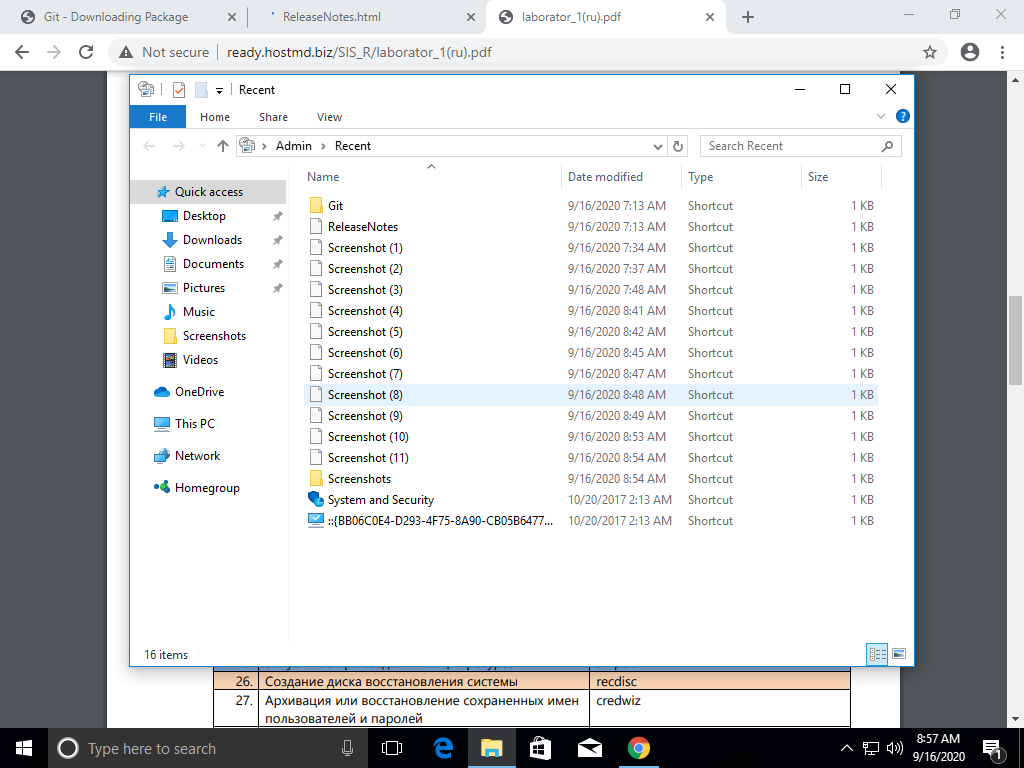 Git - Downloading Package
ReleaseNotes.html
laborator_1(ru).pdf
Not secure
ready.hostmd.biz/SIS_R/laborator_1(ru).pdf
Recent
File
Home
Share
View
Admin
Recent
Search Recent
Name
Date modified
Type
Size
Quick access
Desktop
Downloads
Documents
Pictures
Music
Screenshots
Videos
OneDrive
This PC
Network
Homegroup
Git 9/16/2020 7:13 AM Shortcut 1 KB
ReleaseNotes 9/16/2020 7:13 AM Shortcut 1 KB
Screenshot (1) 9/16/2020 7:34 AM Shortcut 1 KB
Screenshot (2) 9/16/2020 7:37 AM Shortcut 1 KB
Screenshot (3) 9/16/2020 7:48 AM Shortcut 1 KB
Screenshot (4) 9/16/2020 8:41 AM Shortcut 1 KB
Screenshot (5) 9/16/2020 8:42 AM Shortcut 1 KB
Screenshot (6) 9/16/2020 8:45 AM Shortcut 1 KB
Screenshot (7) 9/16/2020 8:47 AM Shortcut 1 KB
Screenshot (8) 9/16/2020 8:48 AM Shortcut 1 KB
Screenshot (9) 9/16/2020 8:49 AM Shortcut 1 KB
Screenshot (10) 9/16/2020 8:53 AM Shortcut 1 KB
Screenshot (11) 9/16/2020 8:54 AM Shortcut 1 KB
Screenshots 9/16/2020 8:54 AM Shortcut 1 KB
System and Security 10/20/2017 2:13 AM Shortcut 1 KB
::{BB06C0E4-D293-4F75-8A90-CB05B6477... 10/20/2017 2:13 AM Shortcut 1 KB
16 items
26. Создание диска восстановления системы recdisc
27. Архивация или восстановление сохраненных имен credwiz
пользователей и паролей
Type here to search
8:57 AM
9/16/2020
1